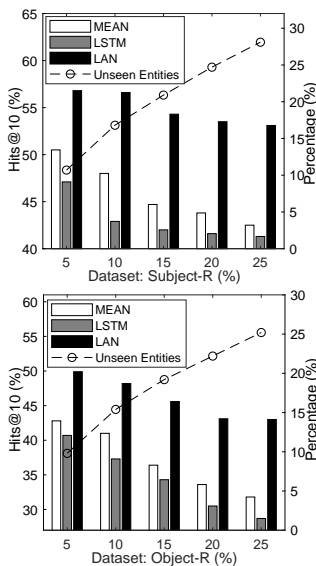 65
60
55
50
45
40
Hits@10 (%)
MEAN
LSTM
LAN
Unseen Entities
32
30
25
20
15
10
5
0
Percentage (%)
5 10 15 20 25
Dataset: Subject-R (%)
60
55
50
45
40
35
30
Hits@10 (%)
MEAN
LSTM
LAN
Unseen Entities
30
25
20
15
10
5
0
Percentage (%)
5 10 15 20 25
Dataset: Object-R (%)